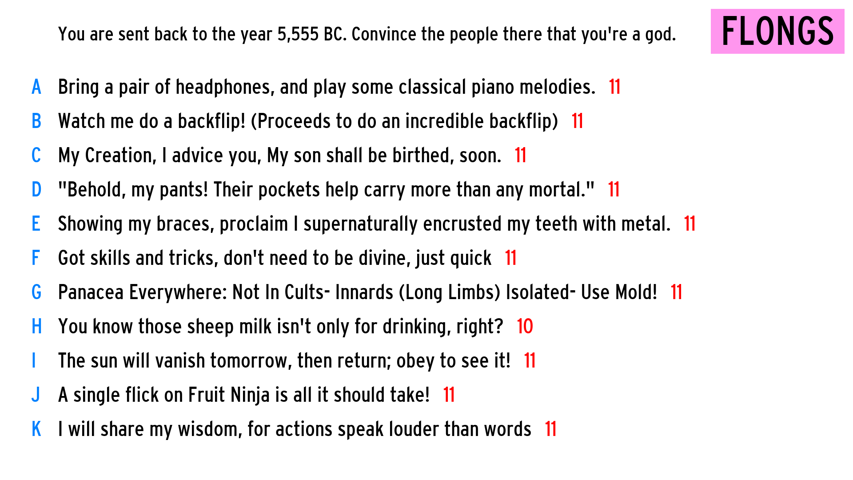 You are sent back to the year 5,555 BC. Convince the people there that you're a god.
FLONGS
A Bring a pair of headphones, and play some classical piano melodies. 11
B Watch me do a backflip! (Proceeds to do an incredible backflip) 11
C My Creation, I advice you, My son shall be birthed, soon. 11
D "Behold, my pants! Their pockets help carry more than any mortal." 11
E Showing my braces, proclaim I supernaturally encrusted my teeth with metal. 11
F Got skills and tricks, don't need to be divine, just quick 11
G Panacea Everywhere: Not In Cults- Innards (Long Limbs) Isolated- Use Mold! 11
H You know those sheep milk isn't only for drinking, right? 10
I The sun will vanish tomorrow, then return; obey to see it! 11
J A single flick on Fruit Ninja is all it should take! 11
K I will share my wisdom, for actions speak louder than words 11